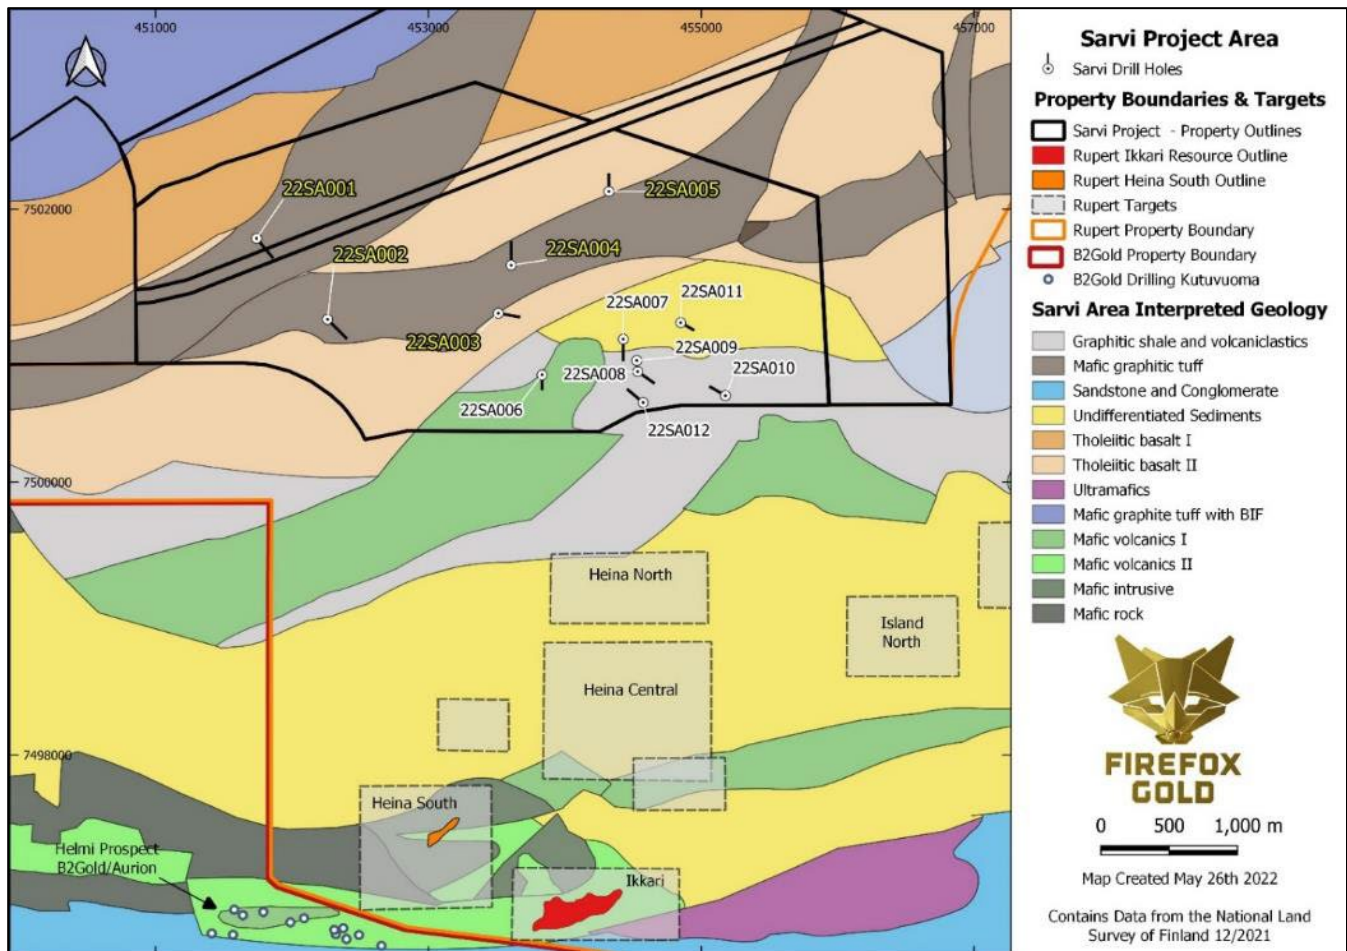 451000
453000
455000
457000
7502000
7500000
7498000
22SA001
22SA002
22SA003
22SA004
22SA005
22SA007
22SA011
22SA009
22SA008
22SA010
22SA006
22SA012
Heina North
Island
North
Heina Central
Heina South
Helmi Prospect
B2Gold/Aurion
Ikkari
Sarvi Project Area
Sarvi Drill Holes
Property Boundaries & Targets
Sarvi Project - Property Outlines
Rupert Ikkari Resource Outline
Rupert Heina South Outline
Rupert Targets
Rupert Property Boundary
B2Gold Property Boundary
B2Gold Drilling Kutuvuoma
Sarvi Area Interpreted Geology
Graphitic shale and volcaniclastics
Mafic graphitic tuff
Sandstone and Conglomerate
Undifferentiated Sediments
Tholeiitic basalt I
Tholeiitic basalt II
Ultramafics
Mafic graphite tuff with BIF
Mafic volcanics I
Mafic volcanics II
Mafic intrusive
Mafic rock
FIREFOX
GOLD
0 500 1,000 m
Map Created May 26th 2022
Contains Data from the National Land
Survey of Finland 12/2021